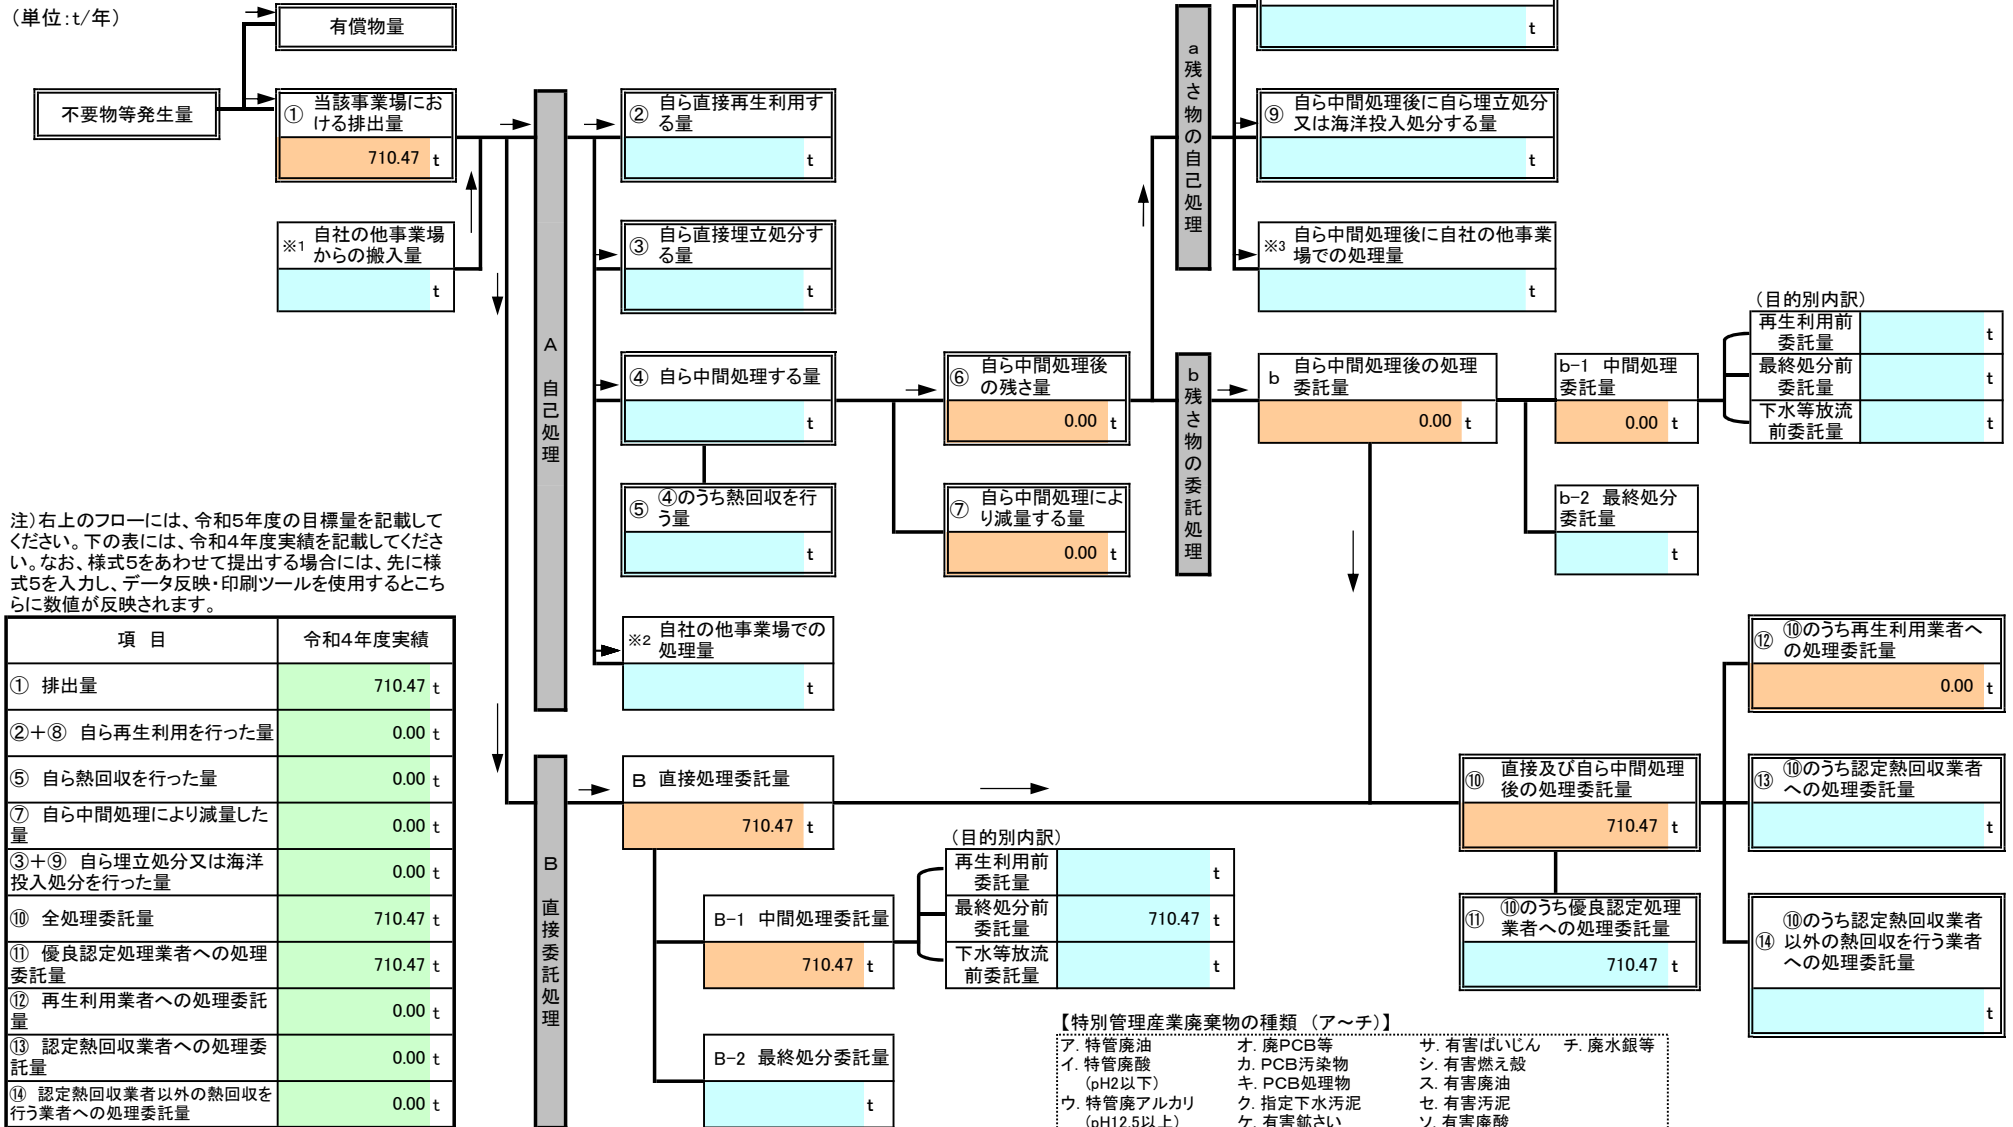 （単位:t/年）
有償物量
不要物等発生量
① 当該事業場にお
ける排出量
710.47 t
※1 自社の他事業場
からの搬入量
t
A 自己処理
② 自ら直接再生利用す
る量
t
③ 自ら直接埋立処分す
る量
t
④ 自ら中間処理する量
t
⑤ ④のうち熱回収を行
う量
t
※2 自社の他事業場での
処理量
t
⑥ 自ら中間処理後
の残さ量
0.00 t
⑦ 自ら中間処理によ
り減量する量
0.00 t
a 残さ物の自己処理
t
⑨ 自ら中間処理後に自ら埋立処分
又は海洋投入処分する量
t
※3 自ら中間処理後に自社の他事業
場での処理量
t
b 残さ物の委託処理
b 自ら中間処理後の処理
委託量
0.00 t
b-1 中間処理
委託量
0.00 t
b-2 最終処分
委託量
t
（目的別内訳）
再生利用前
委託量
t
最終処分前
委託量
t
下水等放流
前委託量
t
注）右上のフローには、令和5年度の目標量を記載して
ください。下の表には、令和4年度実績を記載してくださ
い。なお、様式5をあわせて提出する場合には、先に様
式5を入力し、データ反映・印刷ツールを使用するとこち
らに数値が反映されます。
項 目 令和4年度実績
① 排出量 710.47 t
②＋⑧ 自ら再生利用を行った量 0.00 t
⑤ 自ら熱回収を行った量 0.00 t
⑦ 自ら中間処理により減量した
量 0.00 t
③＋⑨ 自ら埋立処分又は海洋
投入処分を行った量 0.00 t
⑩ 全処理委託量 710.47 t
⑪ 優良認定処理業者への処理
委託量 710.47 t
⑫ 再生利用業者への処理委託
量 0.00 t
⑬ 認定熱回収業者への処理委
託量 0.00 t
⑭ 認定熱回収業者以外の熱回収を
行う業者への処理委託量 0.00 t
B 直接委託処理
B 直接処理委託量
710.47 t
B-1 中間処理委託量
710.47 t
B-2 最終処分委託量
t
（目的別内訳）
再生利用前
委託量
t
最終処分前
委託量
710.47 t
下水等放流
前委託量
t
⑩ 直接及び自ら中間処理
後の処理委託量
710.47 t
⑪ ⑩のうち優良認定処理
業者への処理委託量
710.47 t
⑫ ⑩のうち再生利用業者へ
の処理委託量
0.00 t
⑬ ⑩のうち認定熱回収業者
への処理委託量
t
⑭ ⑩のうち認定熱回収業者
以外の熱回収を行う業者
への処理委託量
t
【特別管理産業廃棄物の種類 （ア～チ）】
ア. 特管廃油 オ. 廃PCB等 サ. 有害ばいじん チ. 廃水銀等
イ. 特管廃酸 カ. PCB汚染物 シ. 有害燃え殻
（pH2以下） キ. PCB処理物 ス. 有害廃油
ウ. 特管廃アルカリ ク. 指定下水汚泥 セ. 有害汚泥
（pH12.5以上） ケ. 有害鉱さい ソ. 有害廃酸